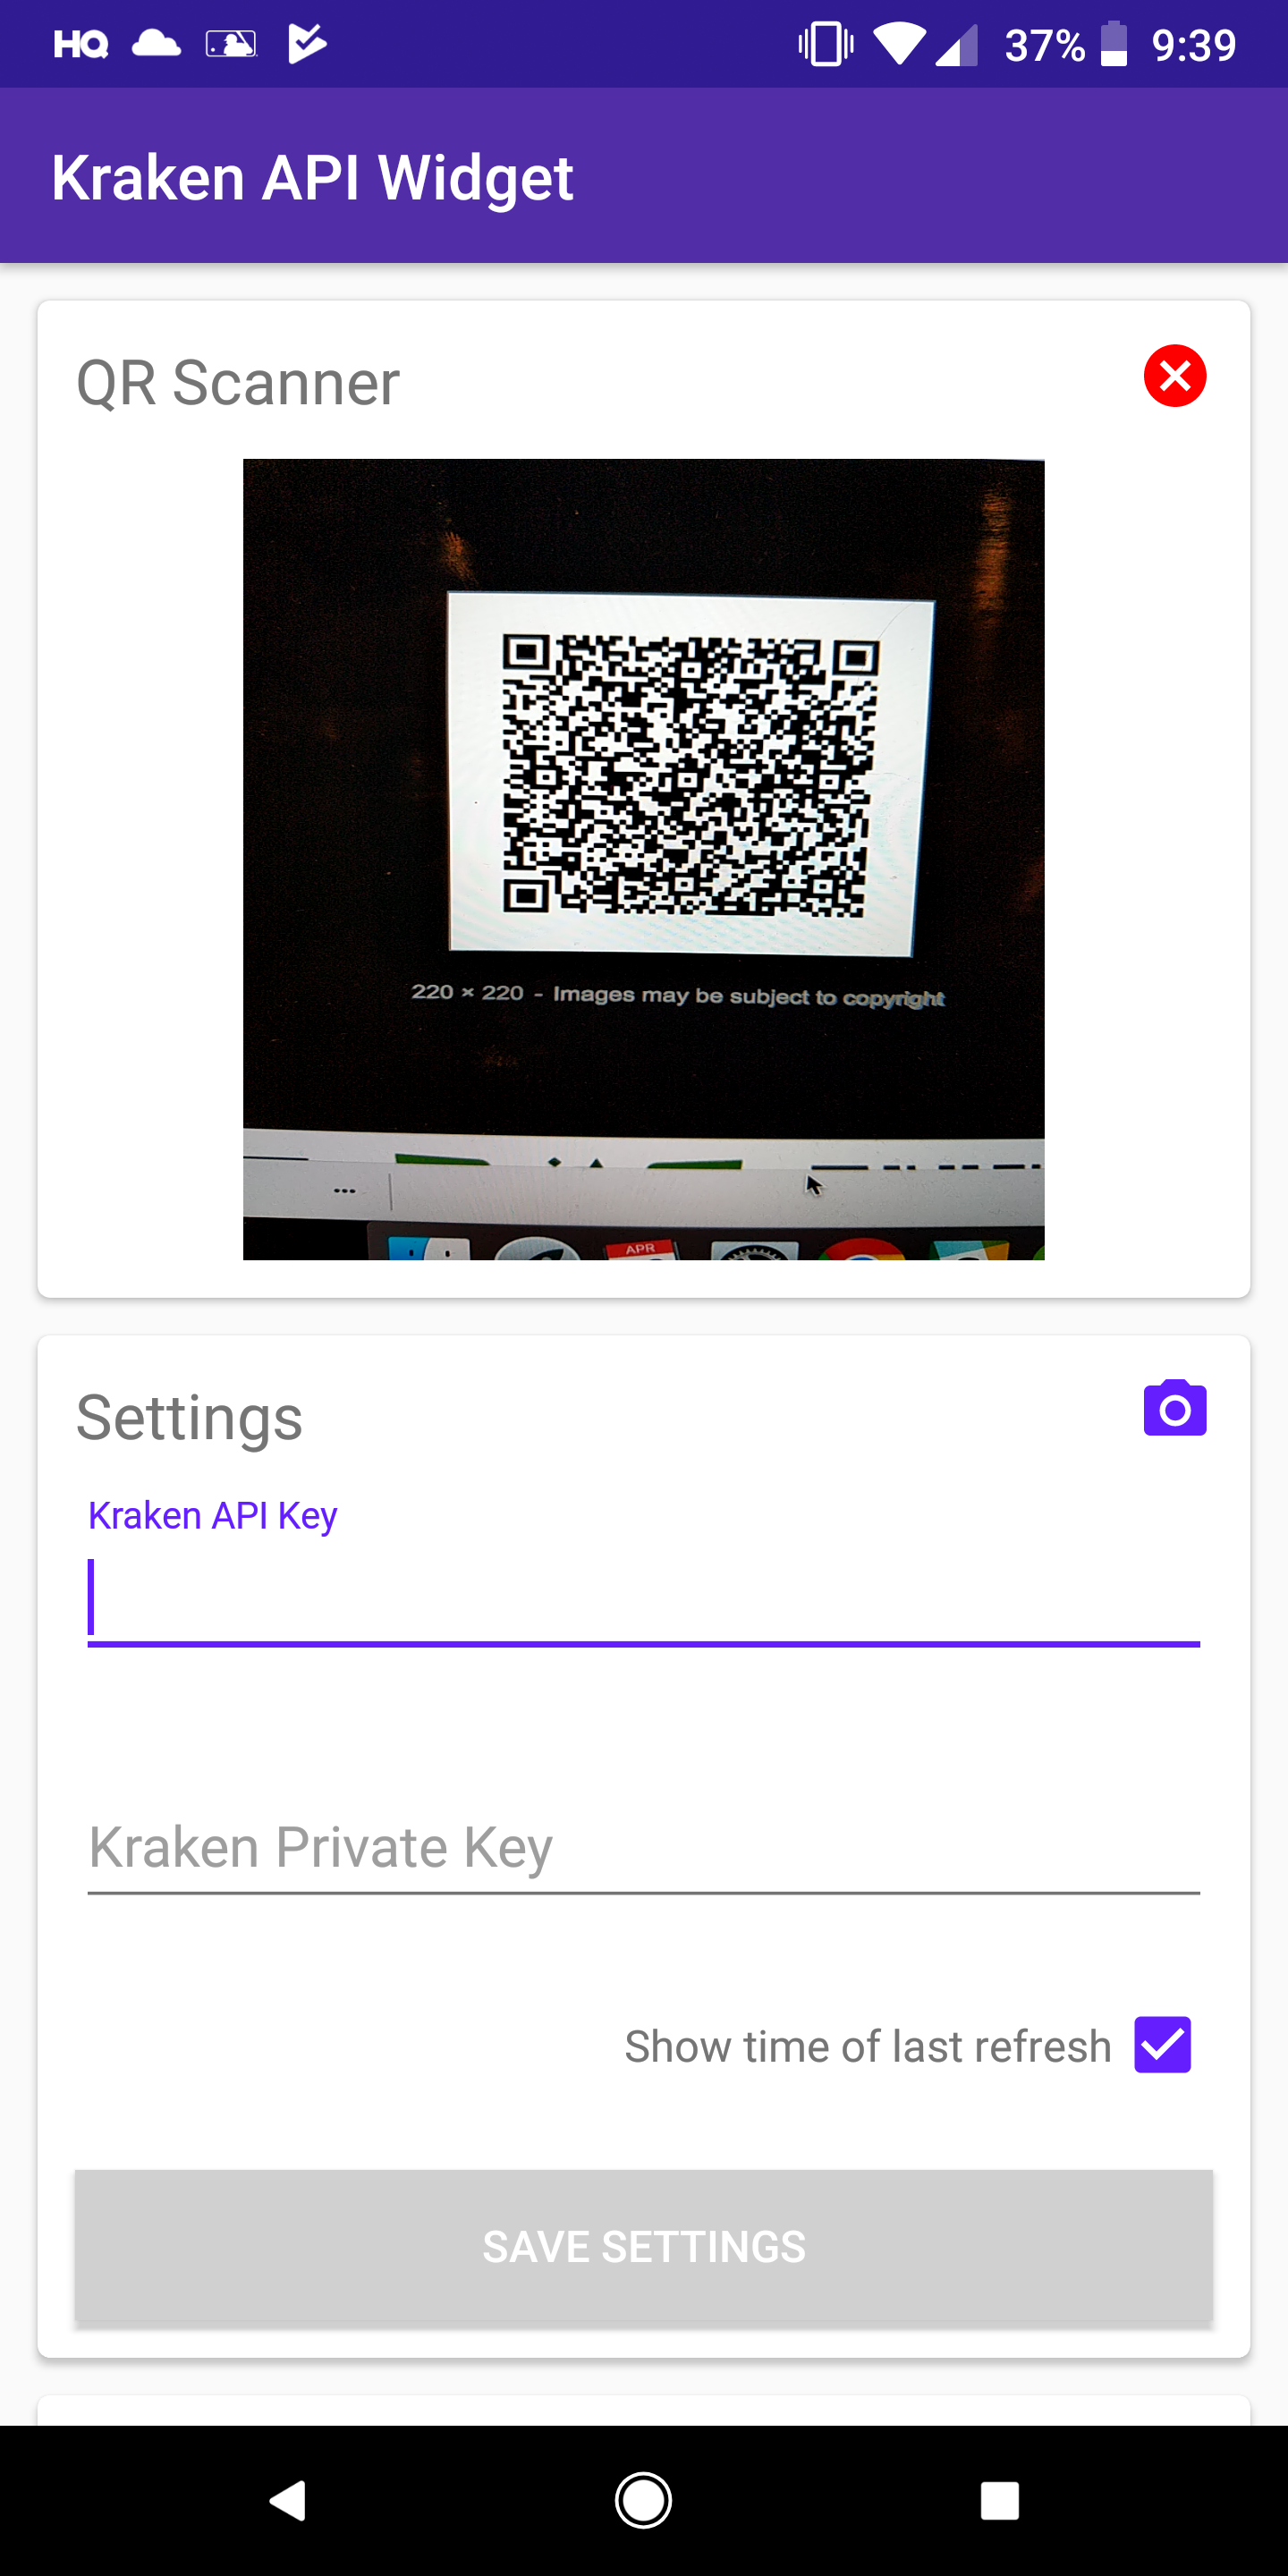 HQ 37% 9:39
Kraken API Widget
QR Scanner
220 × 220 - Images may be subject to copyright
...
APR
Settings
Kraken API Key
Kraken Private Key
Show time of last refresh
SAVE SETTINGS